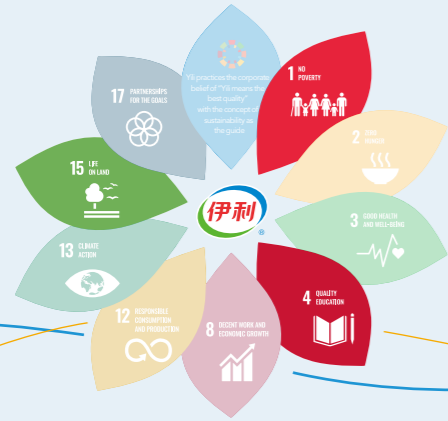 Yili practices the corporate
belief of "Yili means the
best quality"
with the concept of
sustainability as
the guide
1 NO
POVERTY
2 ZERO
HUNGER
3 GOOD HEALTH
AND WELL-BEING
4 QUALITY
EDUCATION
8 DECENT WORK AND
ECONOMIC GROWTH
12 RESPONSIBLE
CONSUMPTION
AND PRODUCTION
13 CLIMATE
ACTION
15 LIFE
ON LAND
17 PARTNERSHIPS
FOR THE GOALS
伊利
®